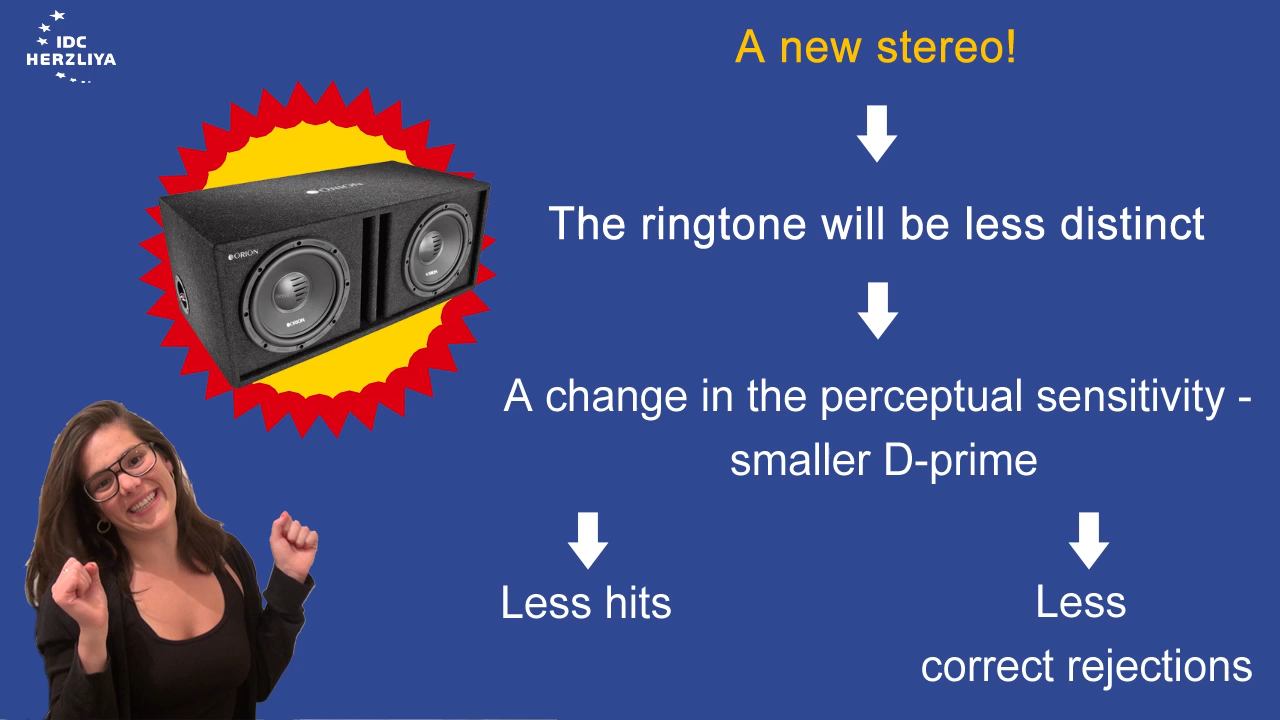 IDC
HERZLIYA
A new stereo!
ORION
ORION
The ringtone will be less distinct
A change in the perceptual sensitivity -
smaller D-prime
Less hits
Less
correct rejections